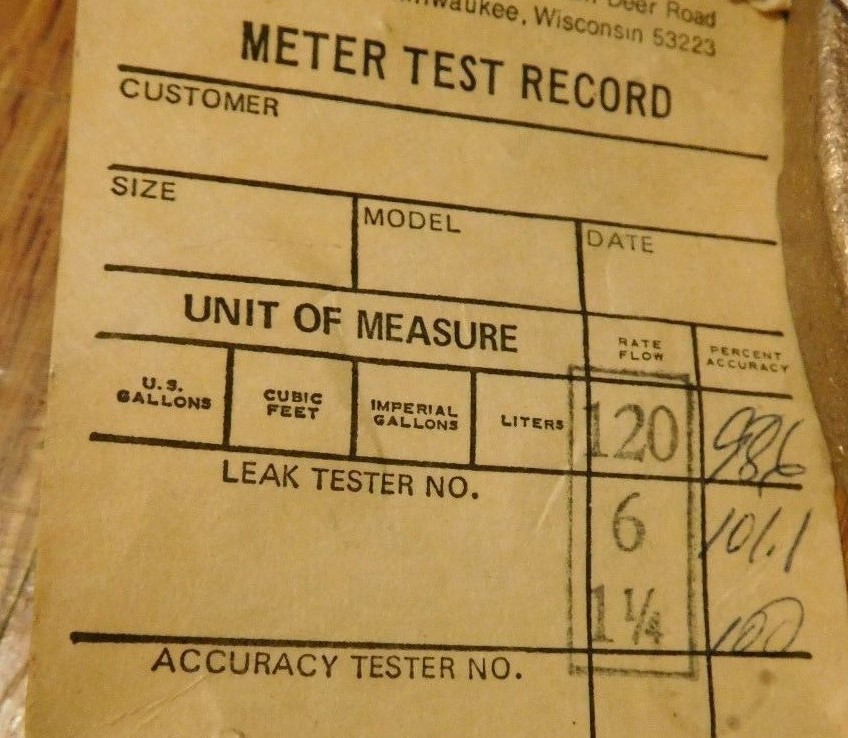 Deer Road
Milwaukee, Wisconsin 53223
METER TEST RECORD
CUSTOMER
SIZE
MODEL
DATE
UNIT OF MEASURE
RATE FLOW
PERCENT ACCURACY
U.S. GALLONS
CUBIC FEET
IMPERIAL GALLONS
LITERS
120
98.6
LEAK TESTER NO.
6
101.1
1 1/4
100
ACCURACY TESTER NO.